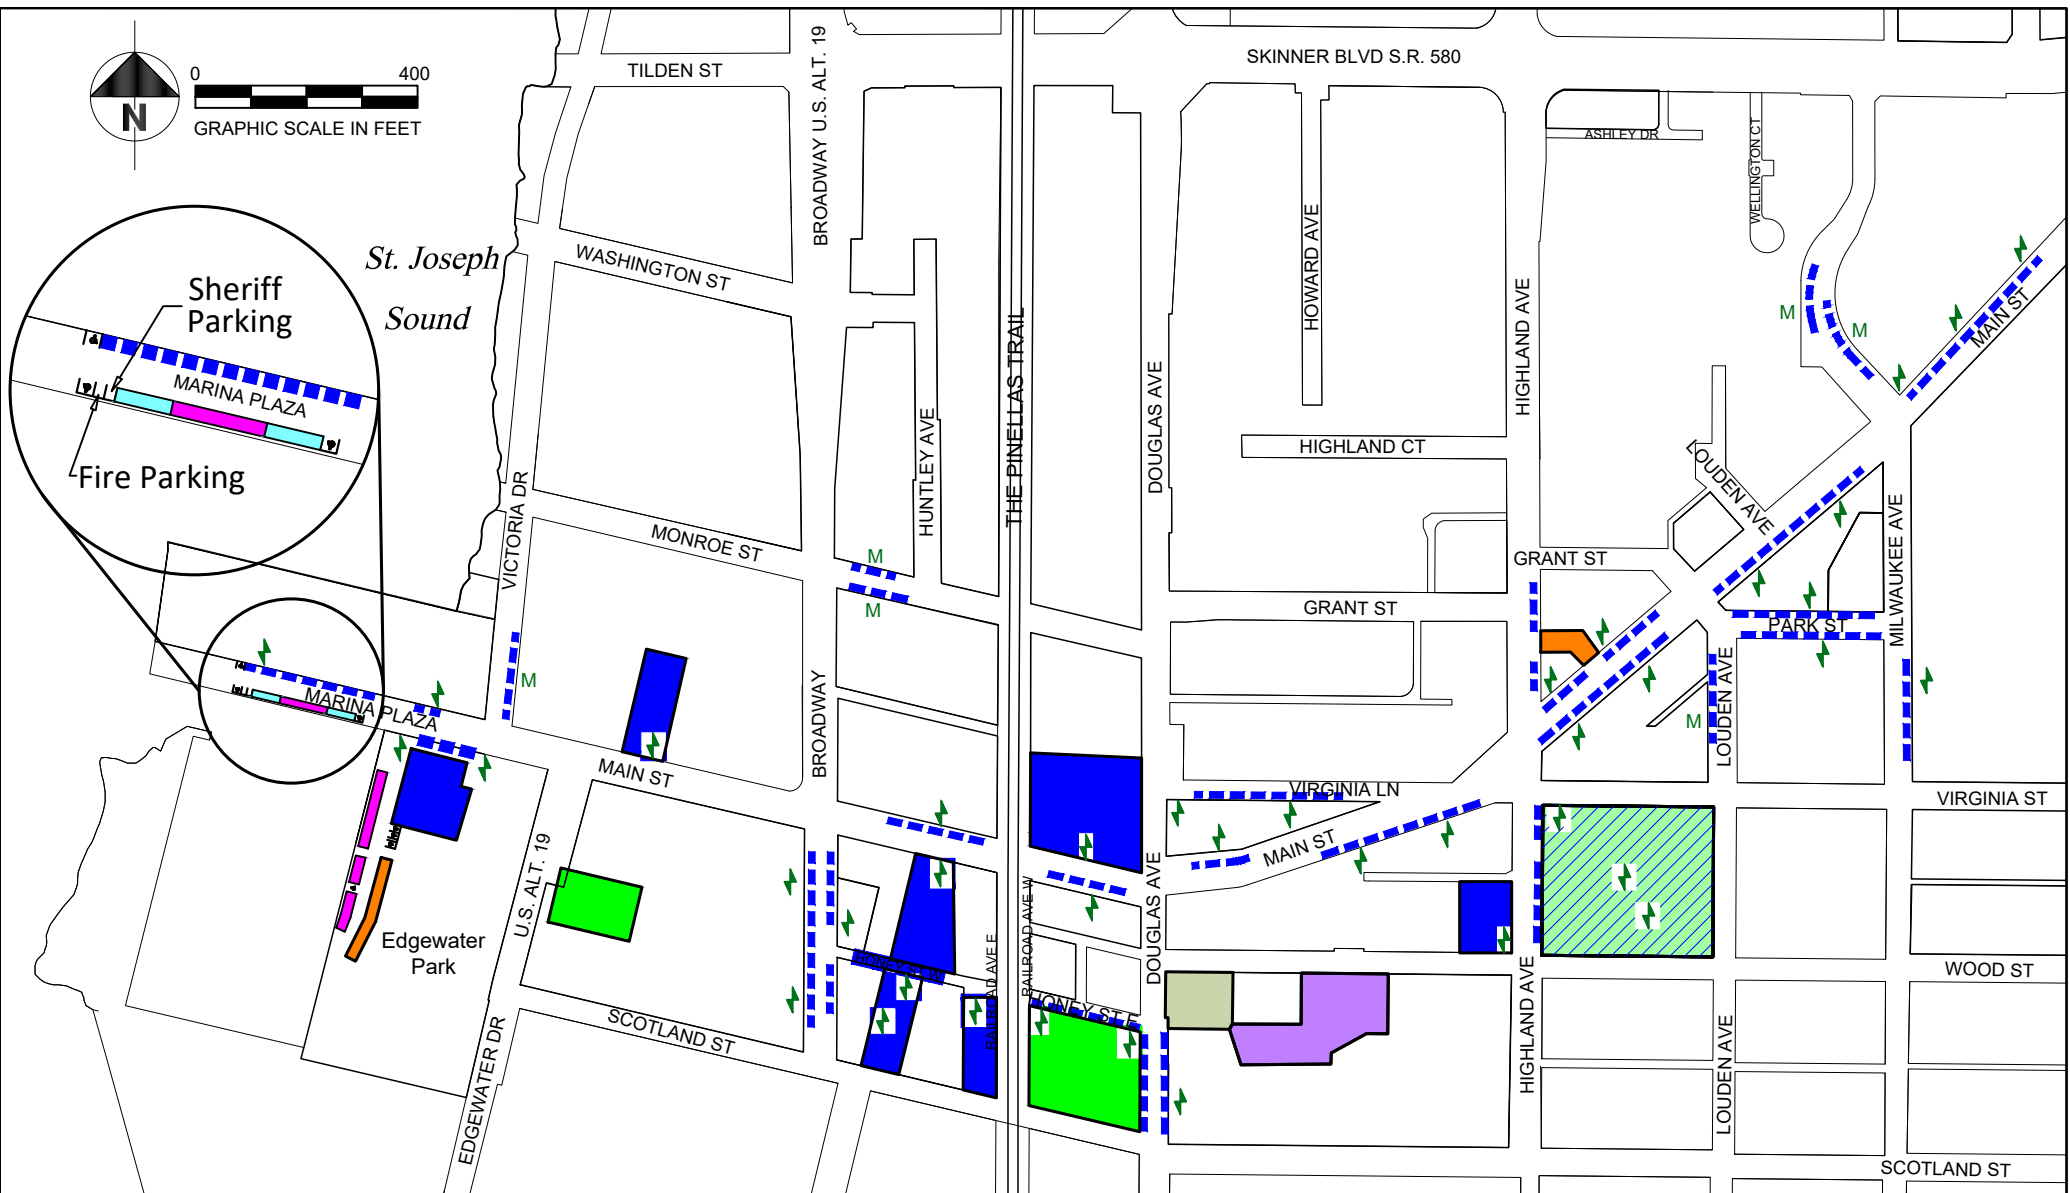 SKINNER BLVD S.R. 580
TILDEN ST
BROADWAY U.S. ALT. 19
0 400
GRAPHIC SCALE IN FEET
N
ASHLEY DR
WELLINGTON CT
St. Joseph
Sound
WASHINGTON ST
HOWARD AVE
HIGHLAND AVE
Sheriff
Parking
MARINA PLAZA
Fire Parking
THE PINELLAS TRAIL
DOUGLAS AVE
HUNTLEY AVE
HIGHLAND CT
M
M
MAIN ST
LOUDEN AVE
VICTORIA DR
MONROE ST
M
M
GRANT ST
GRANT ST
MILWAUKEE AVE
PARK ST
MARINA PLAZA
M
M
LOUDEN AVE
BROADWAY
MAIN ST
VIRGINIA LN
VIRGINIA ST
MAIN ST
U.S. ALT. 19
Edgewater
Park
DOUGLAS AVE
RAILROAD AVE W
RAILROAD AVE E
HONEY ST W
HONEY ST E
WOOD ST
HIGHLAND AVE
LOUDEN AVE
SCOTLAND ST
EDGEWATER DR
SCOTLAND ST